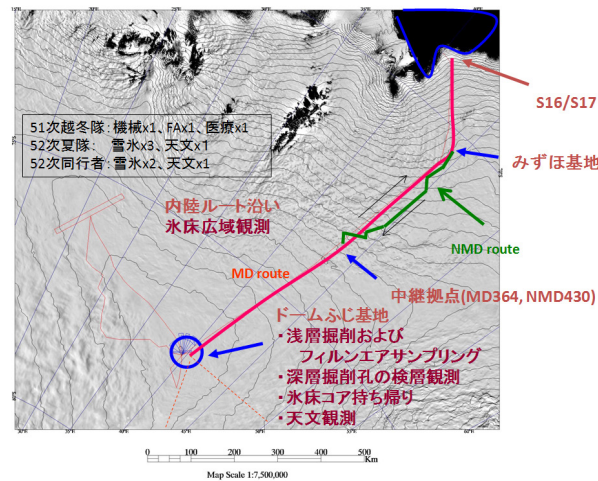 S16/S17
51次越冬隊：機械x1、FAx1、医療x1
52次夏隊：　雪氷x3、天文x1
52次同行者：雪氷x2、天文x1
みずほ基地
内陸ルート沿い
氷床広域観測
NMD route
MD route
中継拠点(MD364, NMD430)
ドームふじ基地
・浅層掘削および
フィルンエアサンプリング
・深層掘削孔の検層観測
・氷床コア持ち帰り
・天文観測
0 100 200 300 400 500
Km
Map Scale 1:7,500,000